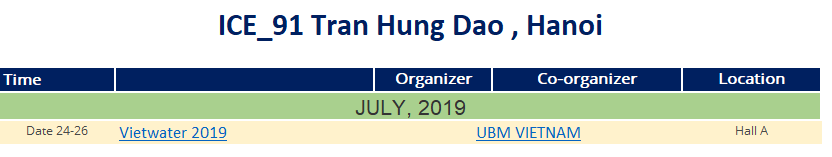 ICE_91 Tran Hung Dao , Hanoi
Time Organizer Co-organizer Location
JULY, 2019
Date 24-26 Vietwater 2019 UBM VIETNAM Hall A